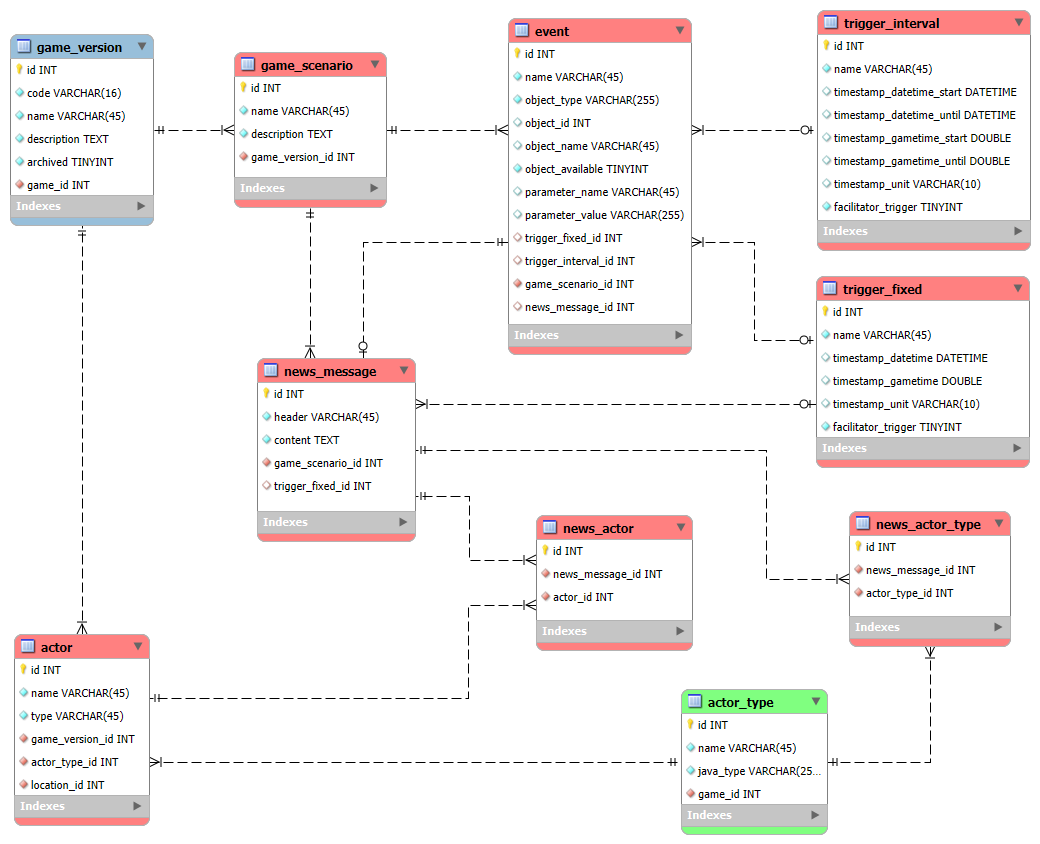 game_version
id INT
code VARCHAR(16)
name VARCHAR(45)
description TEXT
archived TINYINT
game_id INT
Indexes
game_scenario
id INT
name VARCHAR(45)
description TEXT
game_version_id INT
Indexes
event
id INT
name VARCHAR(45)
object_type VARCHAR(255)
object_id INT
object_name VARCHAR(45)
object_available TINYINT
parameter_name VARCHAR(45)
parameter_value VARCHAR(255)
trigger_fixed_id INT
trigger_interval_id INT
game_scenario_id INT
news_message_id INT
Indexes
trigger_interval
id INT
name VARCHAR(45)
timestamp_datetime_start DATETIME
timestamp_datetime_until DATETIME
timestamp_gametime_start DOUBLE
timestamp_gametime_until DOUBLE
timestamp_unit VARCHAR(10)
facilitator_trigger TINYINT
Indexes
trigger_fixed
id INT
name VARCHAR(45)
timestamp_datetime DATETIME
timestamp_gametime DOUBLE
timestamp_unit VARCHAR(10)
facilitator_trigger TINYINT
Indexes
news_message
id INT
header VARCHAR(45)
content TEXT
game_scenario_id INT
trigger_fixed_id INT
Indexes
news_actor
id INT
news_message_id INT
actor_id INT
Indexes
news_actor_type
id INT
news_message_id INT
actor_type_id INT
Indexes
actor
id INT
name VARCHAR(45)
type VARCHAR(45)
game_version_id INT
actor_type_id INT
location_id INT
Indexes
actor_type
id INT
name VARCHAR(45)
java_type VARCHAR(25...
game_id INT
Indexes